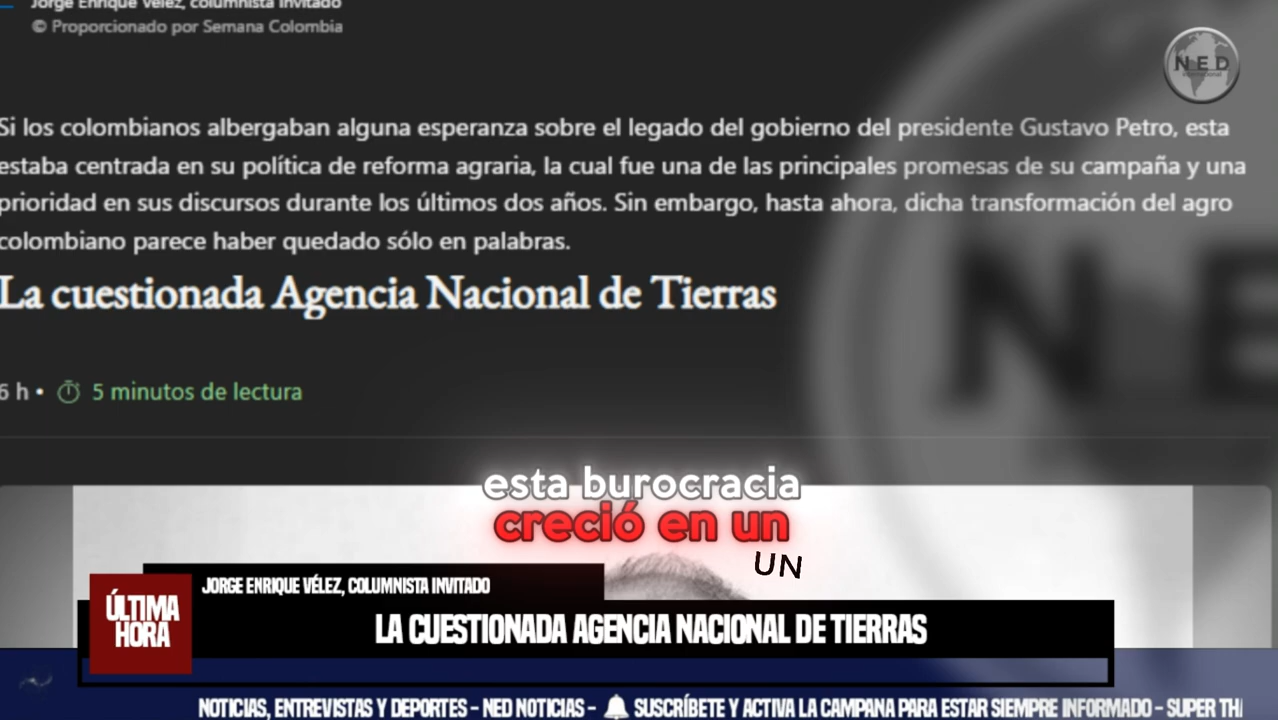 Jorge Enrique Vélez, columnista invitado
© Proporcionado por Semana Colombia
NED
Si los colombianos albergaban alguna esperanza sobre el legado del gobierno del presidente Gustavo Petro, esta
estaba centrada en su política de reforma agraria, la cual fue una de las principales promesas de su campaña y una
prioridad en sus discursos durante los últimos dos años. Sin embargo, hasta ahora, dicha transformación del agro
colombiano parece haber quedado sólo en palabras.
La cuestionada Agencia Nacional de Tierras
NE
6 h • 5 minutos de lectura
esta burocracia
creció en un
UN
JORGE ENRIQUE VÉLEZ, COLUMNISTA INVITADO
ÚLTIMA
HORA
LA CUESTIONADA AGENCIA NACIONAL DE TIERRAS
NOTICIAS, ENTREVISTAS Y DEPORTES - NED NOTICIAS - 🔔 SUSCRÍBETE Y ACTIVA LA CAMPANA PARA ESTAR SIEMPRE INFORMADO - SUPER